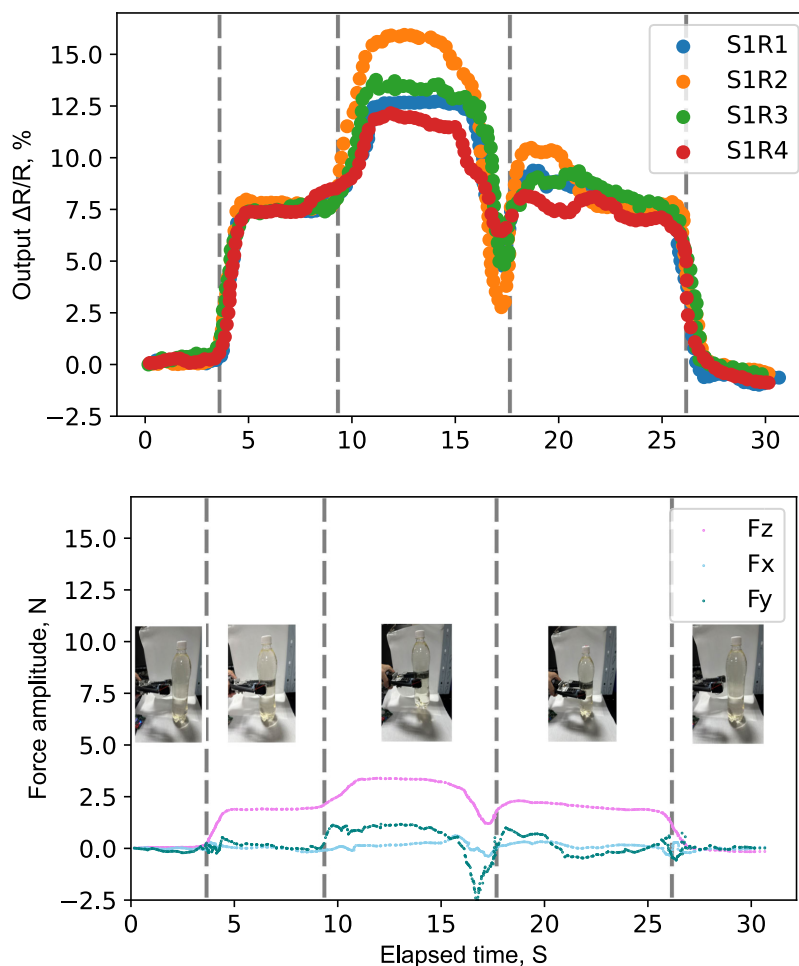 15.0
12.5
10.0
7.5
5.0
2.5
0.0
−2.5
Output ΔR/R, %
S1R1
S1R2
S1R3
S1R4
0 5 10 15 20 25 30
15.0
12.5
10.0
7.5
5.0
2.5
0.0
−2.5
Force amplitude, N
Fz
Fx
Fy
0 5 10 15 20 25 30
Elapsed time, S